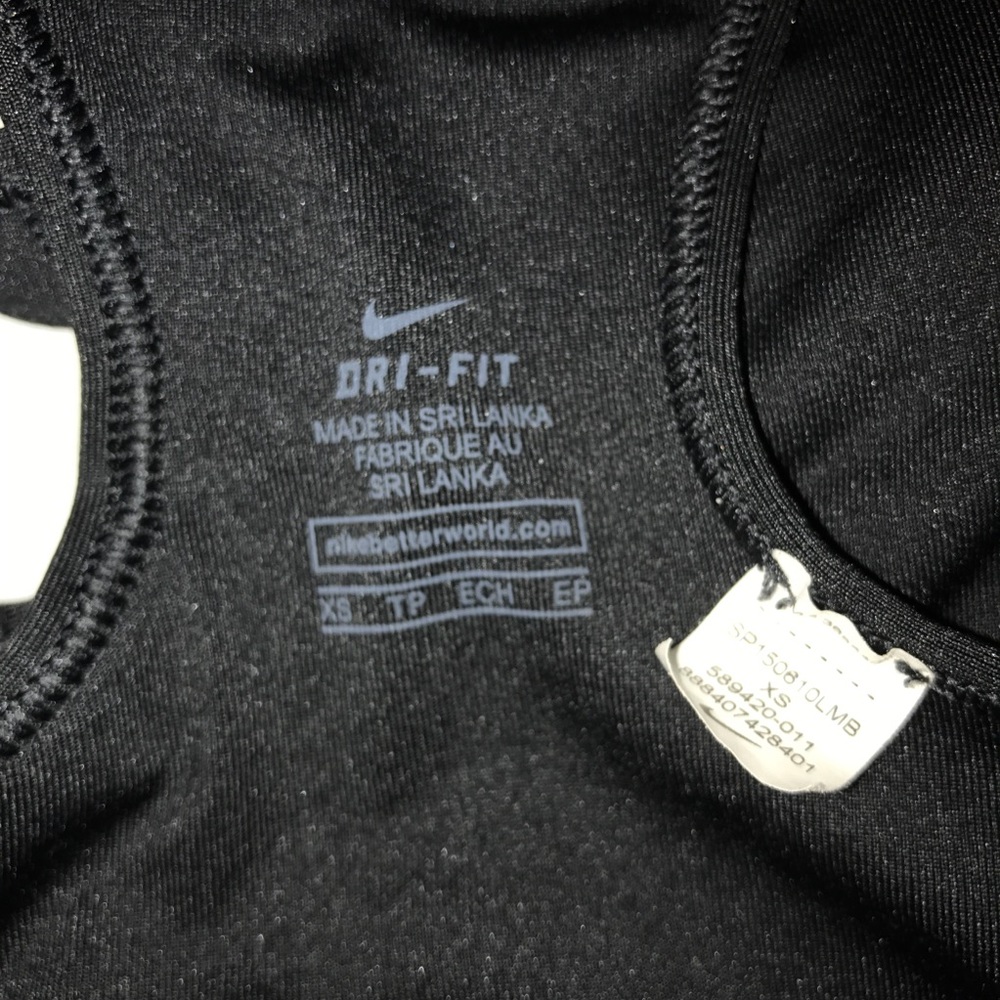 DRI-FIT
MADE IN SRI LANKA
FABRIQUE AU
SRI LANKA
nikebetterworld.com
XS TP ECH EP
SP150610LMB
XS
589420-011
888407428401